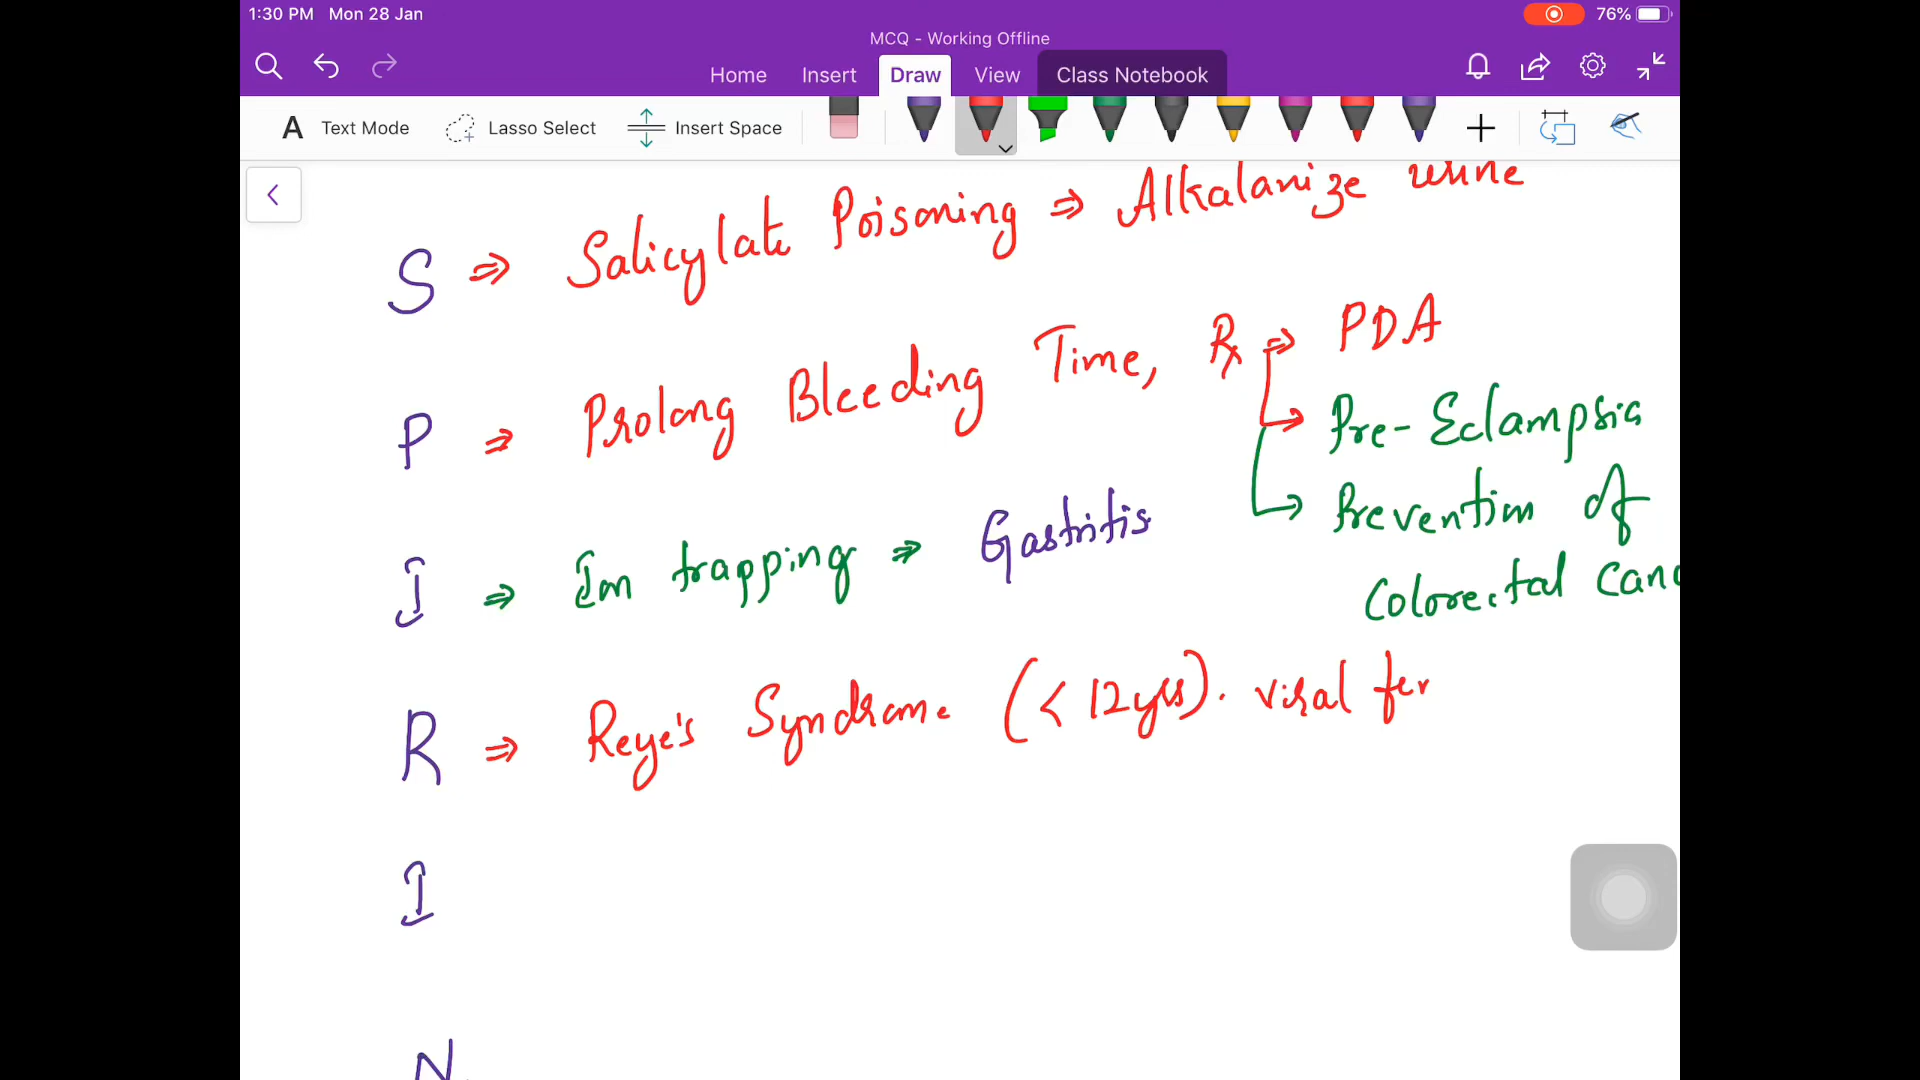 1:30 PM Mon 28 Jan
76%
MCQ - Working Offline
Home Insert Draw View Class Notebook
A Text Mode Lasso Select Insert Space
S ⇒ Salicylate Poisoning ⇒ Alkalanize urine
P ⇒ Prolong Bleeding Time, Rx ⇒ PDA
→ Pre-Eclampsia
I ⇒ Ion trapping ⇒ Gastritis
→ Prevention of
Colorectal Canc
R ⇒ Reye's Syndrome (< 12yrs). viral fev
I
N